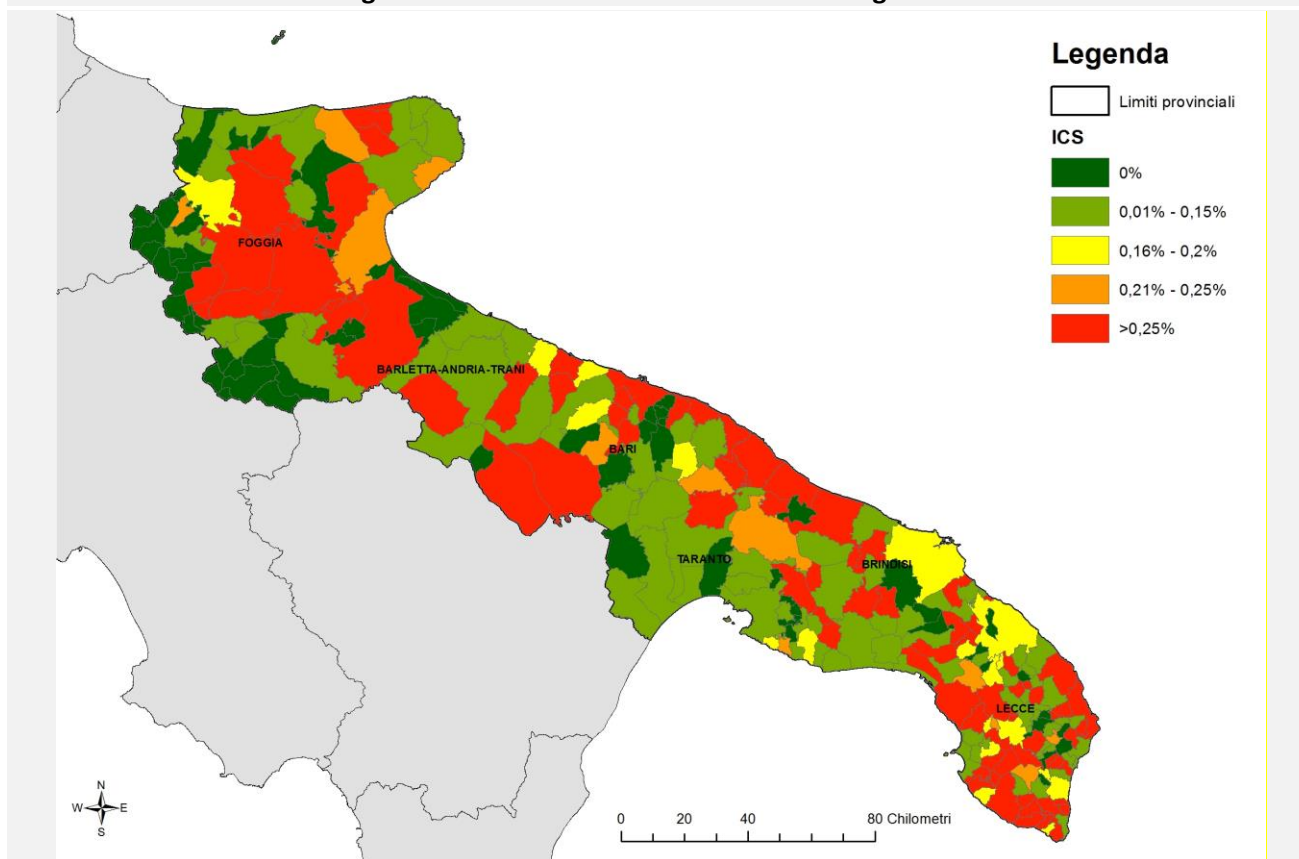 Legenda
Limiti provinciali
ICS
0%
0,01% - 0,15%
0,16% - 0,2%
0,21% - 0,25%
>0,25%
FOGGIA
BARLETTA-ANDRIA-TRANI
BARI
TARANTO
BRINDISI
LECCE
N
W E
S
0 20 40 80 Chilometri